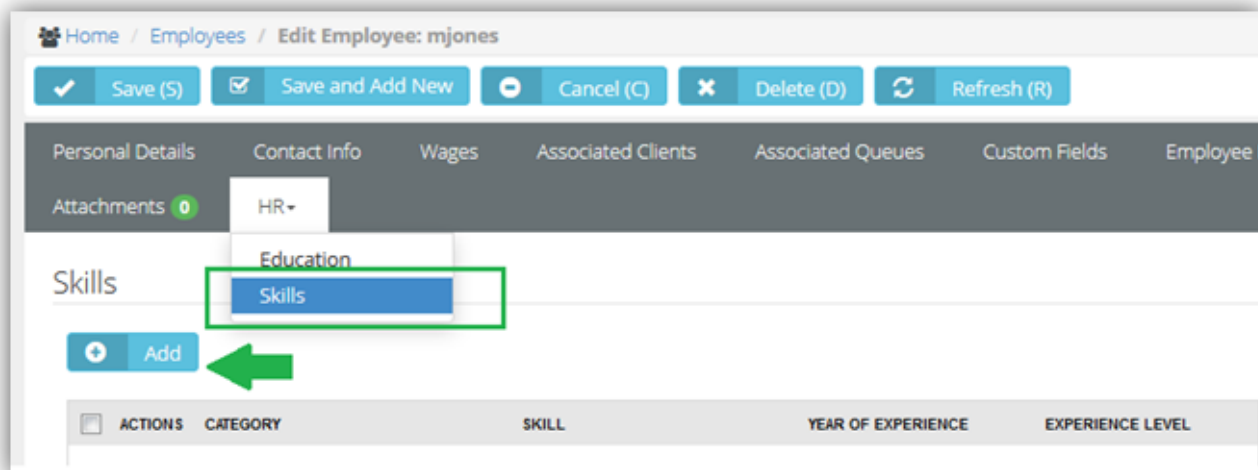 Home / Employees / Edit Employee: mjones
Save (S) Save and Add New Cancel (C) Delete (D) Refresh (R)
Personal Details Contact Info Wages Associated Clients Associated Queues Custom Fields Employee
Attachments 0 HR
Education
Skills
Skills
Add
ACTIONS CATEGORY SKILL YEAR OF EXPERIENCE EXPERIENCE LEVEL